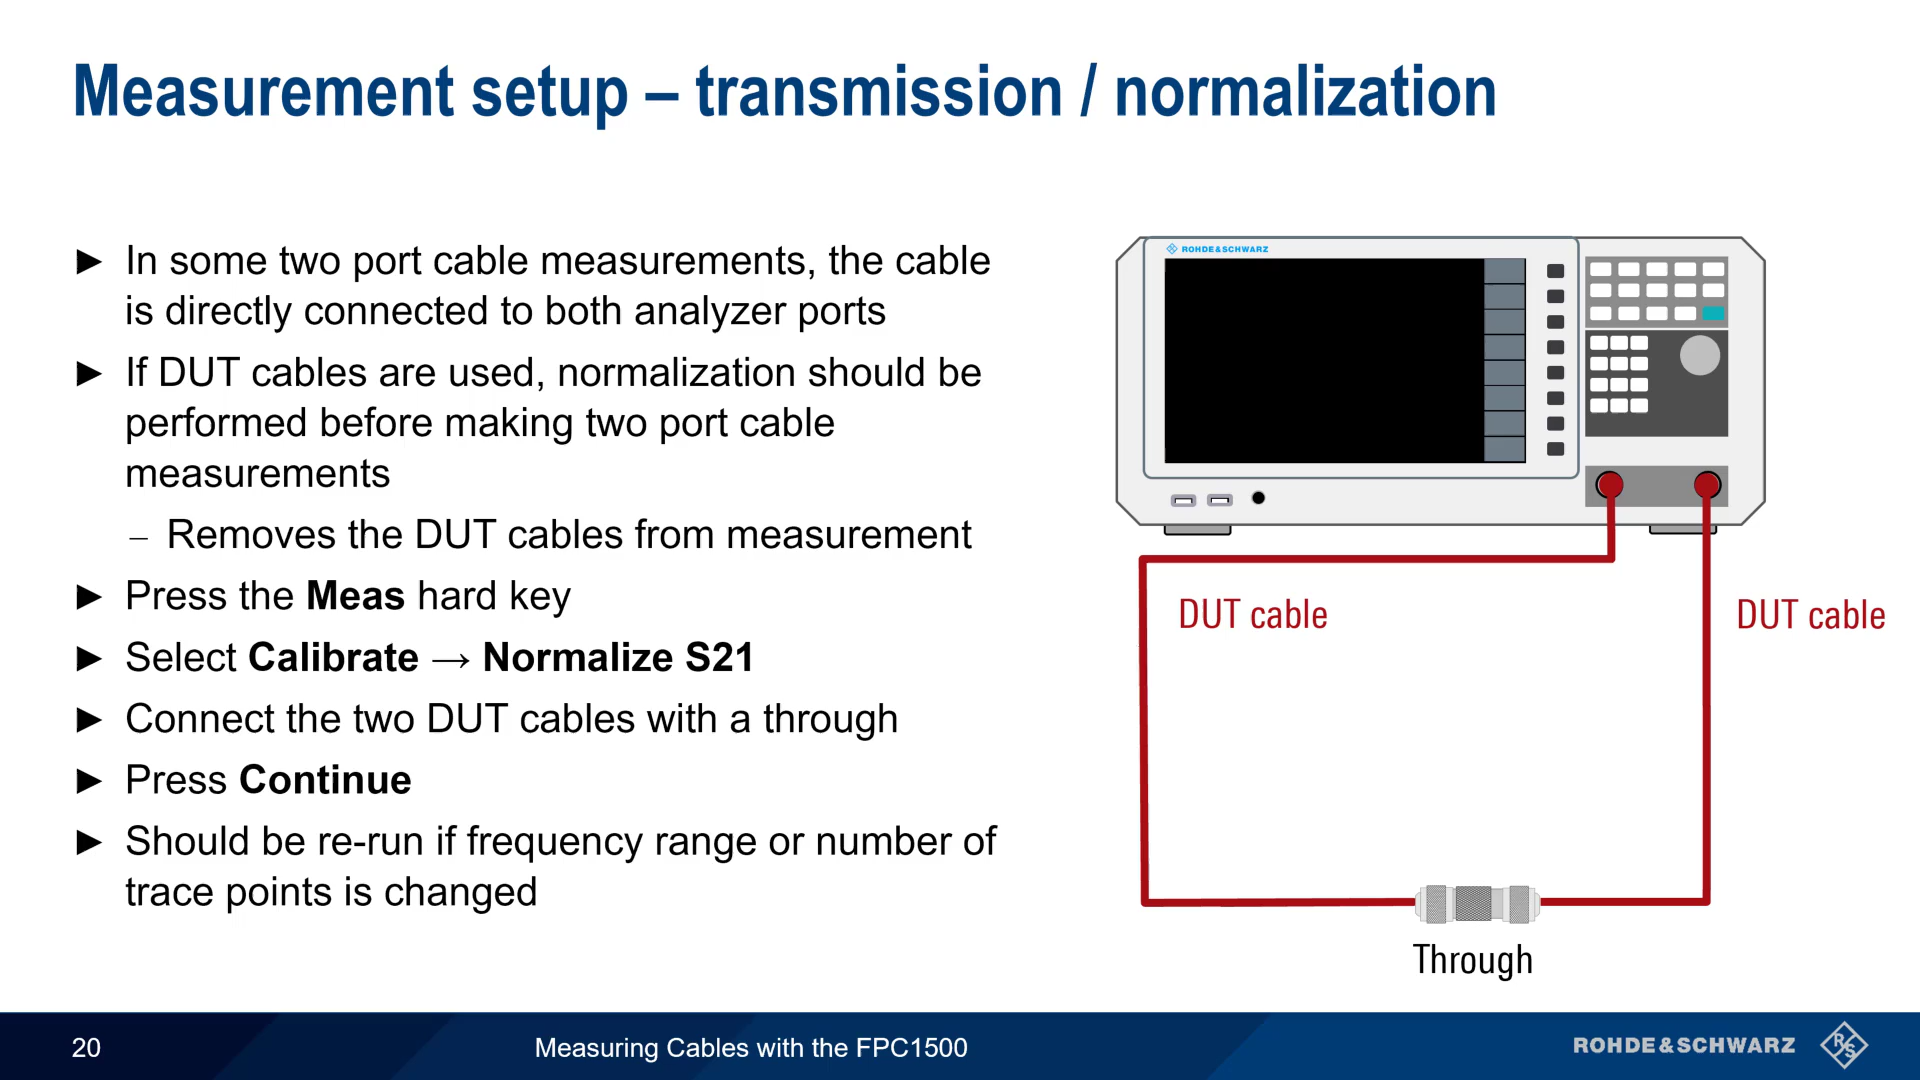 Measurement setup – transmission / normalization
► In some two port cable measurements, the cable
is directly connected to both analyzer ports
► If DUT cables are used, normalization should be
performed before making two port cable
measurements
– Removes the DUT cables from measurement
► Press the Meas hard key
► Select Calibrate → Normalize S21
► Connect the two DUT cables with a through
► Press Continue
► Should be re-run if frequency range or number of
trace points is changed
ROHDE&SCHWARZ
DUT cable
DUT cable
Through
20
Measuring Cables with the FPC1500
ROHDE&SCHWARZ
R&S